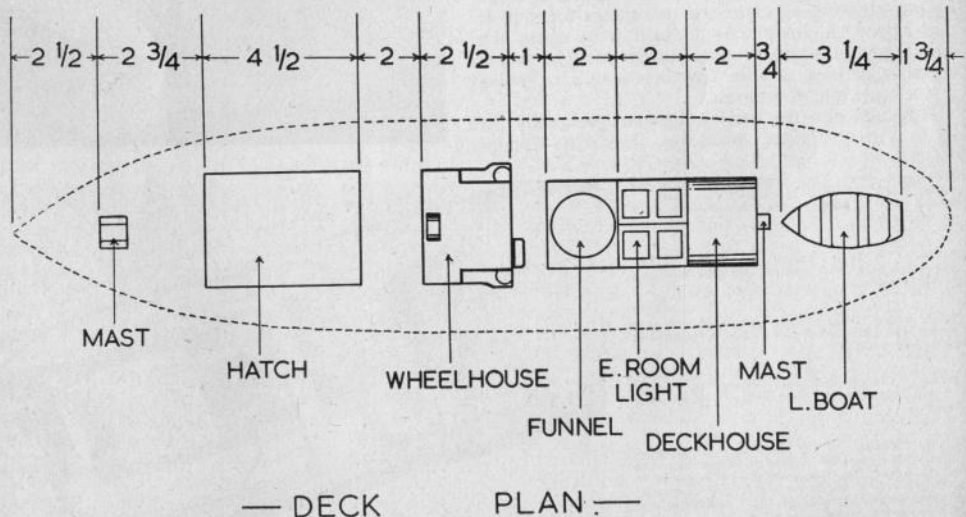 2 1/2 2 3/4 4 1/2 2 2 1/2 1 2 2 2 3/4 3 1/4 1 3/4
MAST
HATCH
WHEELHOUSE
FUNNEL
E.ROOM
LIGHT
DECKHOUSE
MAST
L.BOAT
— DECK PLAN —